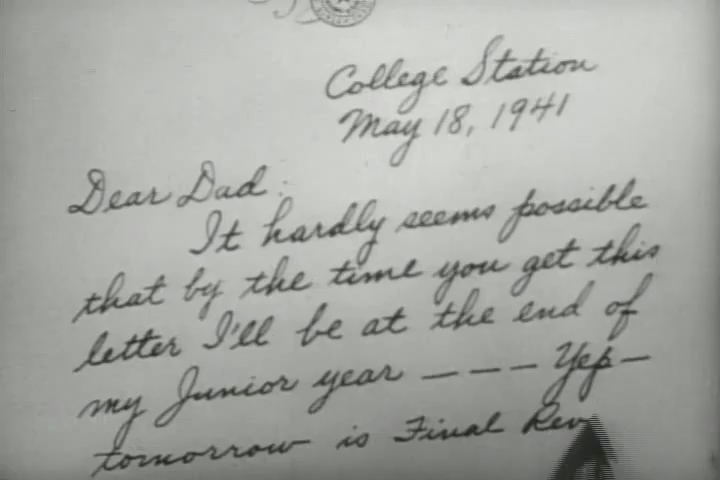 College Station
May 18, 1941
Dear Dad:
It hardly seems possible
that by the time you get this
letter I'll be at the end of
my Junior year – – – Yep –
tomorrow is Final